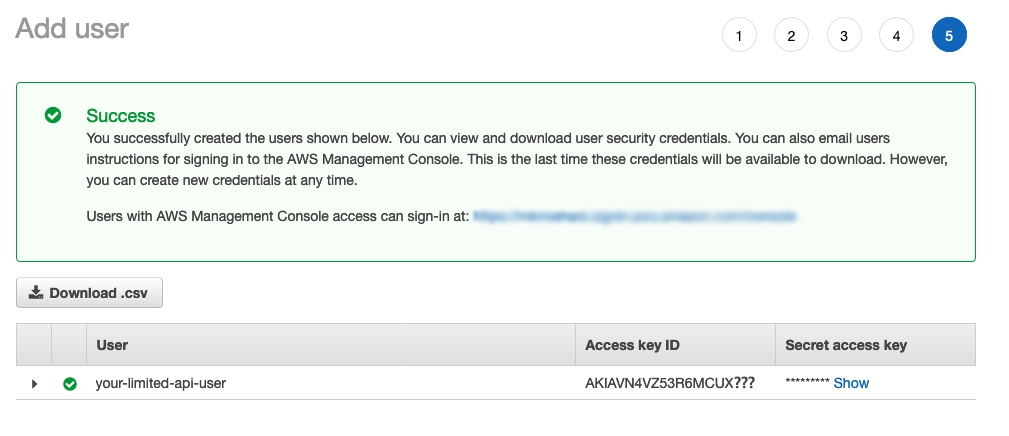 Add user
1 2 3 4 5
Success
You successfully created the users shown below. You can view and download user security credentials. You can also email users
instructions for signing in to the AWS Management Console. This is the last time these credentials will be available to download. However,
you can create new credentials at any time.
Users with AWS Management Console access can sign-in at:
Download .csv
User Access key ID Secret access key
your-limited-api-user AKIAVN4VZ53R6MCUX??? ********* Show